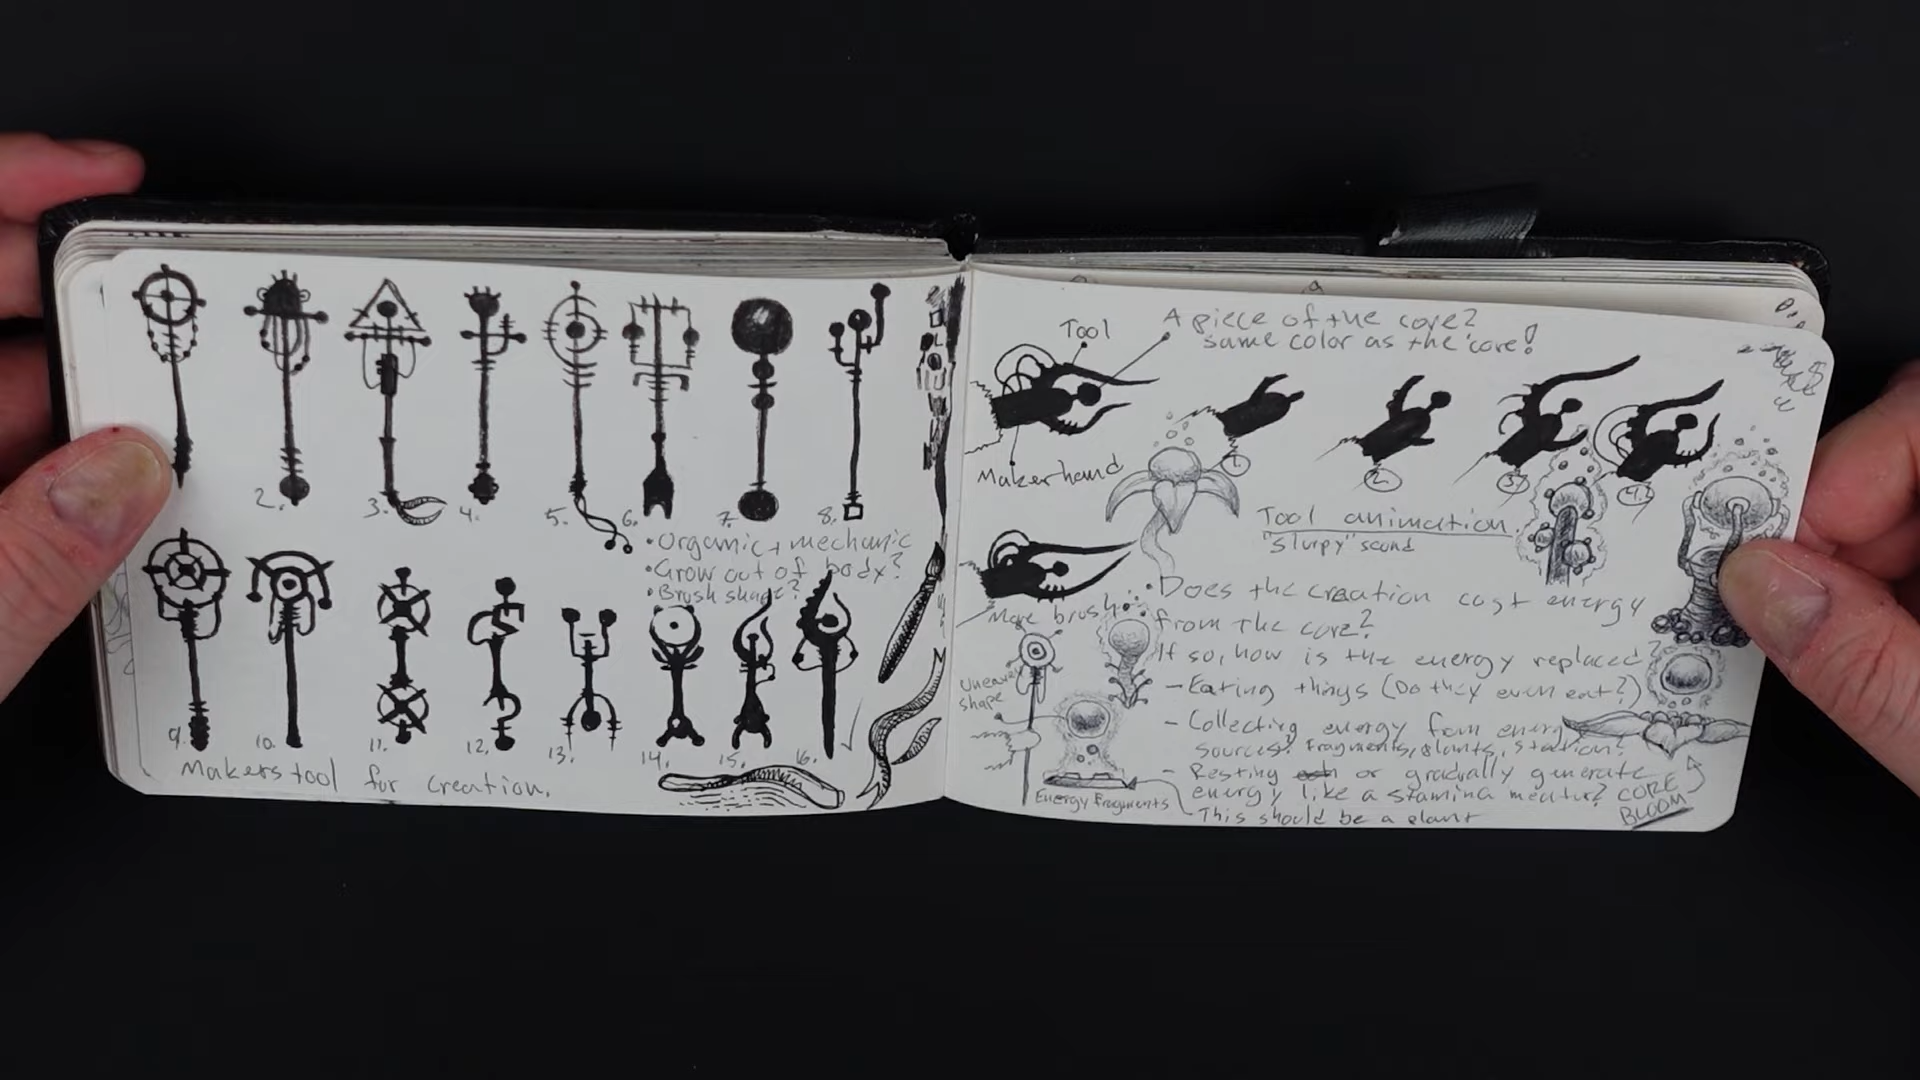 2.
3.
4.
5.
6.
7.
8.
• Organic + mechanic
• Grow out of body?
• Brush shape?
9.
10.
11.
12.
13.
14.
15.
16.
Makers tool for creation.
Tool
A piece of the core?
same color as the core!
Maker hand
1.
2.
3.
4.
Tool animation.
"Slurpy" sound
More brush
• Does the creation cost energy
from the core?
If so, how is the energy replaced?
shape
- Eating things (Do they even eat?)
- Collecting energy from energy
sources? Fragments, plants, station?
- Resting or gradually generate
energy like a stamina meatur?
Energy Fragments
This should be a plant
CORE
BLOOM